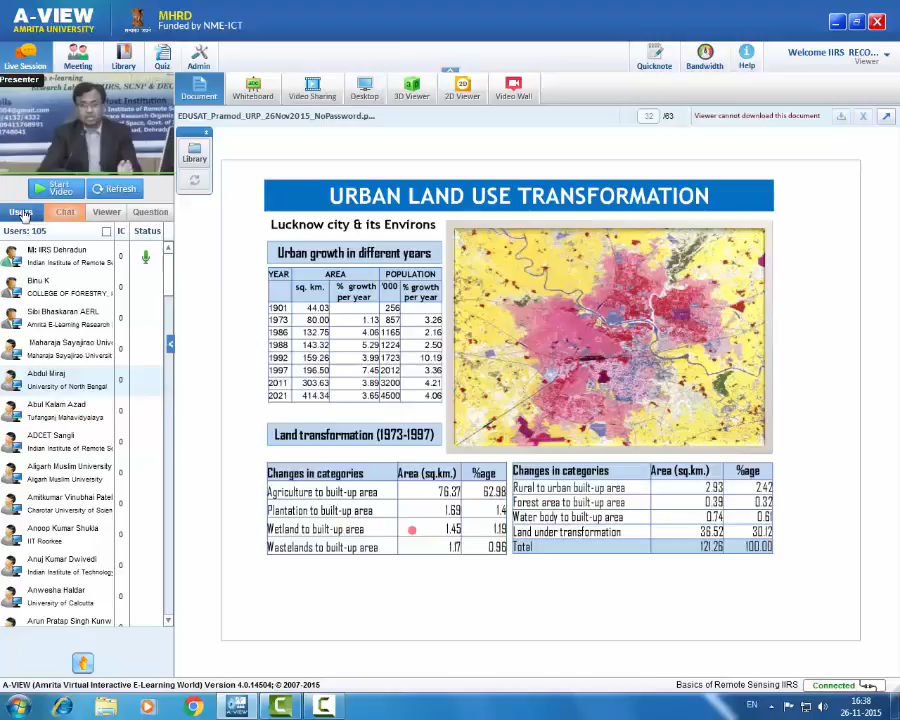 A-VIEW
AMRITA UNIVERSITY
MHRD
Funded by NME-ICT
Live Session
Meeting
Library
Quiz
Admin
Quicknote
Bandwidth
Help
Welcome IIRS_RECO...
Viewer
Presenter
Document
Whiteboard
Video Sharing
Desktop
3D Viewer
2D Viewer
Video Wall
EDUSAT_Pramod_URP_26Nov2015_NoPassword.p...
32 /63
Viewer cannot download this document
Library
Start Video
Refresh
Users
Chat
Viewer
Question
Users: 105
IC
Status
M: IIRS Dehradun
Indian Institute of Remote S
0
Binu K
COLLEGE OF FORESTRY,
0
Sibi Bhaskaran AERL
Amrita E-Learning Research
0
Maharaja Sayajirao Univ
Maharaja Sayajirao Universit
0
Abdul Miraj
University of North Bengal
0
Abul Kalam Azad
Tufanganj Mahavidyalaya
0
ADCET Sangli
Indian Institute of Remote S
0
Aligarh Muslim University
Aligarh Muslim University
0
Amitkumar Vinubhai Patel
Charotar University of Scien
0
Anoop Kumar Shukla
IIT Roorkee
0
Anuj Kumar Dwivedi
Indian Institute of Technolog
0
Anwesha Haldar
University of Calcutta
0
Arun Pratap Singh Kunw
URBAN LAND USE TRANSFORMATION
Lucknow city & its Environs
Urban growth in different years
YEAR AREA POPULATION
sq. km. % growth per year '000 % growth per year
1901 44.03 256
1973 80.00 1.13 857 3.26
1986 132.75 4.06 1165 2.16
1988 143.32 5.29 1224 2.50
1992 159.26 3.99 1723 10.19
1997 196.50 7.45 2012 3.36
2011 303.63 3.89 3200 4.21
2021 414.34 3.65 4500 4.06
Land transformation (1973-1997)
Changes in categories Area (sq.km.) %age
Agriculture to built-up area 76.37 62.98
Plantation to built-up area 1.69 1.4
Wetland to built-up area 1.45 1.19
Wastelands to built-up area 1.17 0.96
Changes in categories Area (sq.km.) %age
Rural to urban built-up area 2.93 2.42
Forest area to built-up area 0.39 0.32
Water body to built-up area 0.74 0.61
Land under transformation 36.52 30.12
Total 121.26 100.00
A-VIEW (Amrita Virtual Interactive E-Learning World) Version 4.0.14504; © 2007-2015
Basics of Remote Sensing IIRS
Connected
EN
16:38
26-11-2015